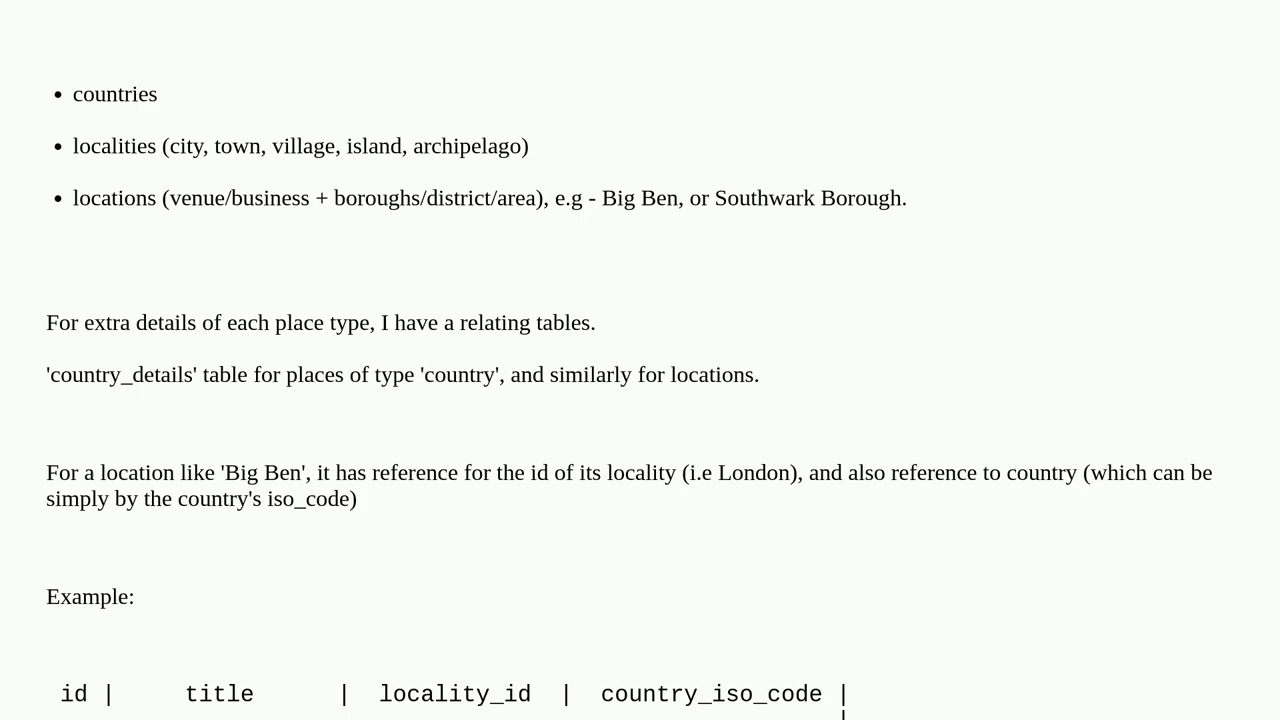 • countries
• localities (city, town, village, island, archipelago)
• locations (venue/business + boroughs/district/area), e.g - Big Ben, or Southwark Borough.
For extra details of each place type, I have a relating tables.
'country_details' table for places of type 'country', and similarly for locations.
For a location like 'Big Ben', it has reference for the id of its locality (i.e London), and also reference to country (which can be
simply by the country's iso_code)
Example:
id |     title      |  locality_id  |  country_iso_code |